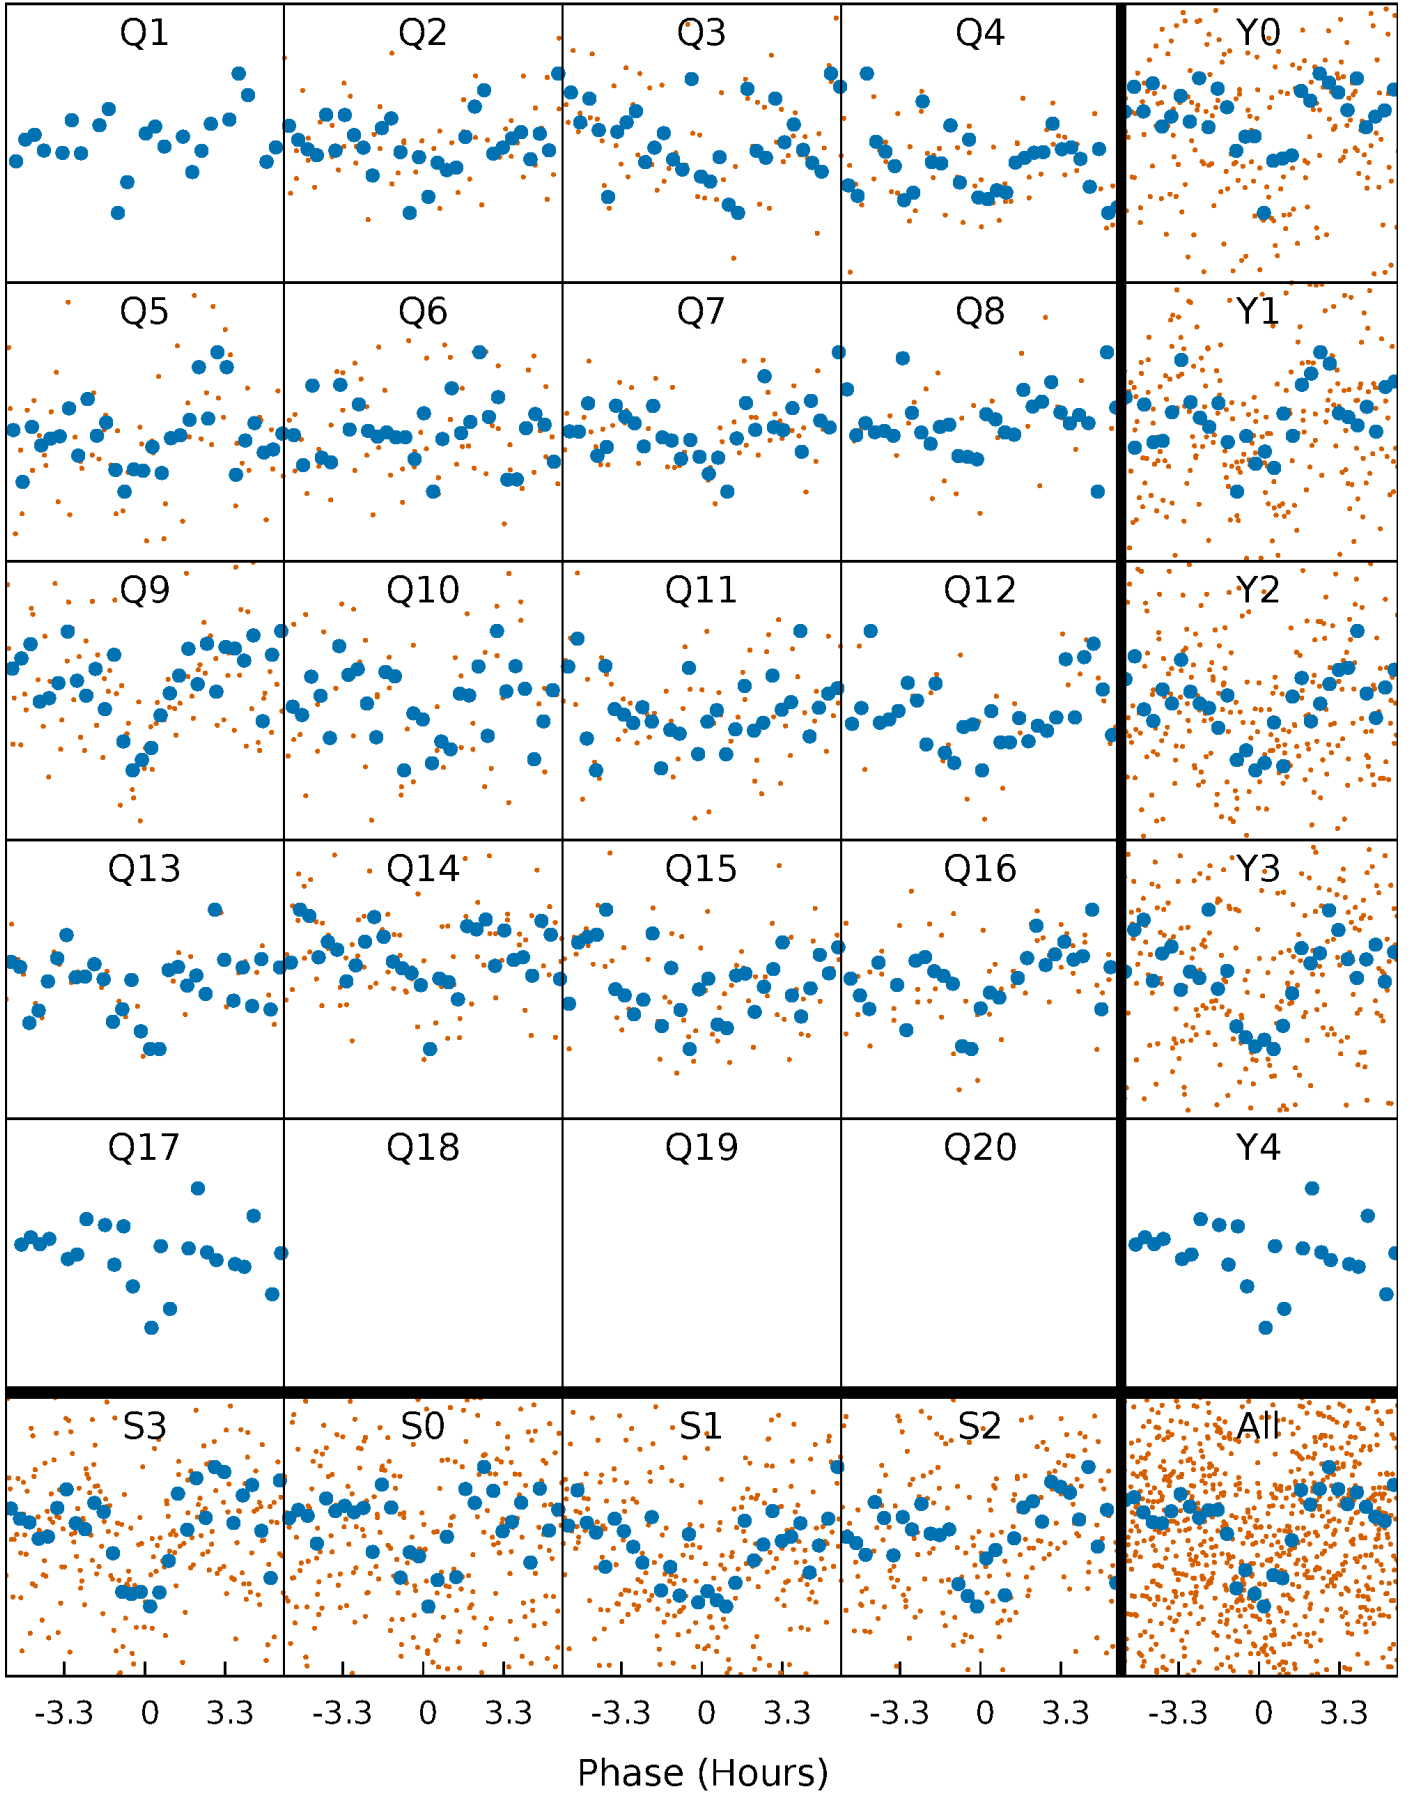 Q1 Q2 Q3 Q4 Y0
Q5 Q6 Q7 Q8 Y1
Q9 Q10 Q11 Q12 Y2
Q13 Q14 Q15 Q16 Y3
Q17 Q18 Q19 Q20 Y4
S3 S0 S1 S2 All
-3.3 0 3.3 -3.3 0 3.3 -3.3 0 3.3 -3.3 0 3.3 -3.3 0 3.3
Phase (Hours)